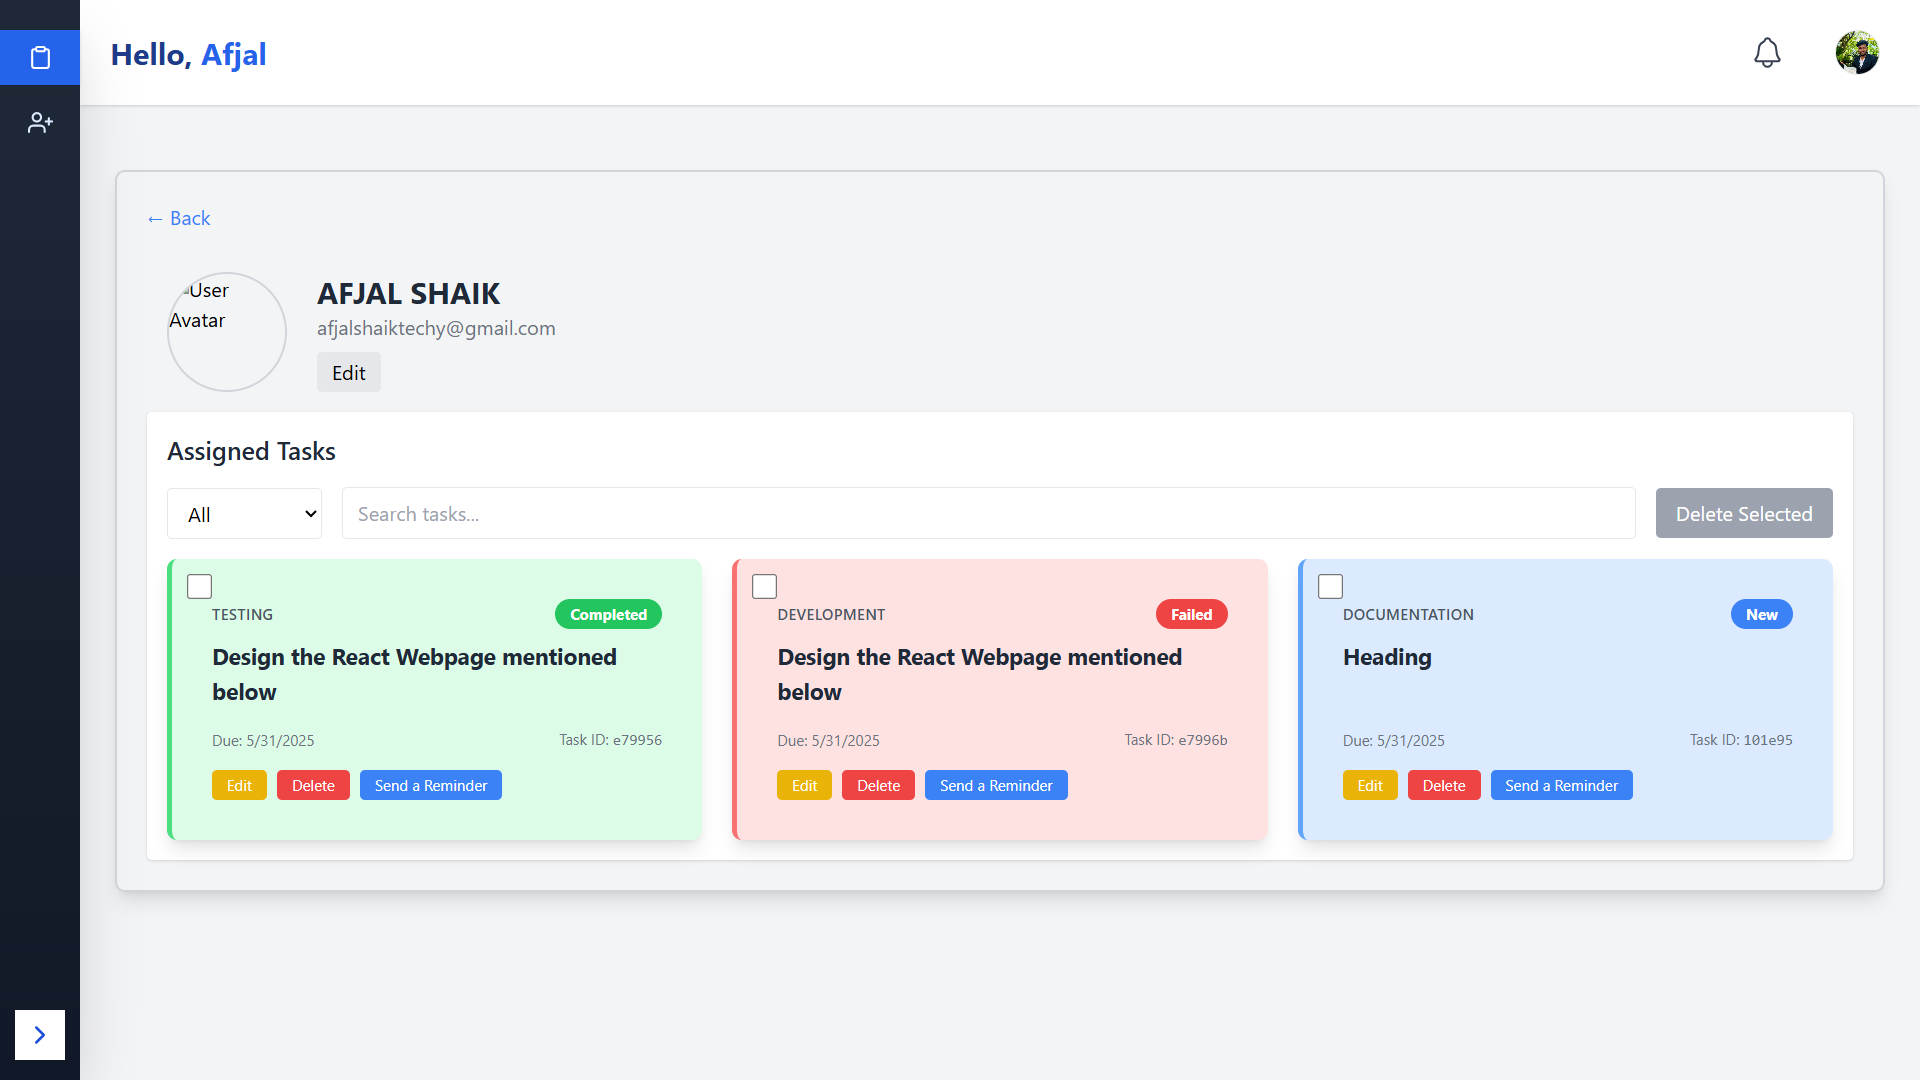 Hello, Afjal
← Back
User
Avatar
AFJAL SHAIK
afjalshaiktechy@gmail.com
Edit
Assigned Tasks
All
Search tasks...
Delete Selected
TESTING
Completed
Design the React Webpage mentioned
below
Due: 5/31/2025
Task ID: e79956
Edit
Delete
Send a Reminder
DEVELOPMENT
Failed
Design the React Webpage mentioned
below
Due: 5/31/2025
Task ID: e7996b
Edit
Delete
Send a Reminder
DOCUMENTATION
New
Heading
Due: 5/31/2025
Task ID: 101e95
Edit
Delete
Send a Reminder